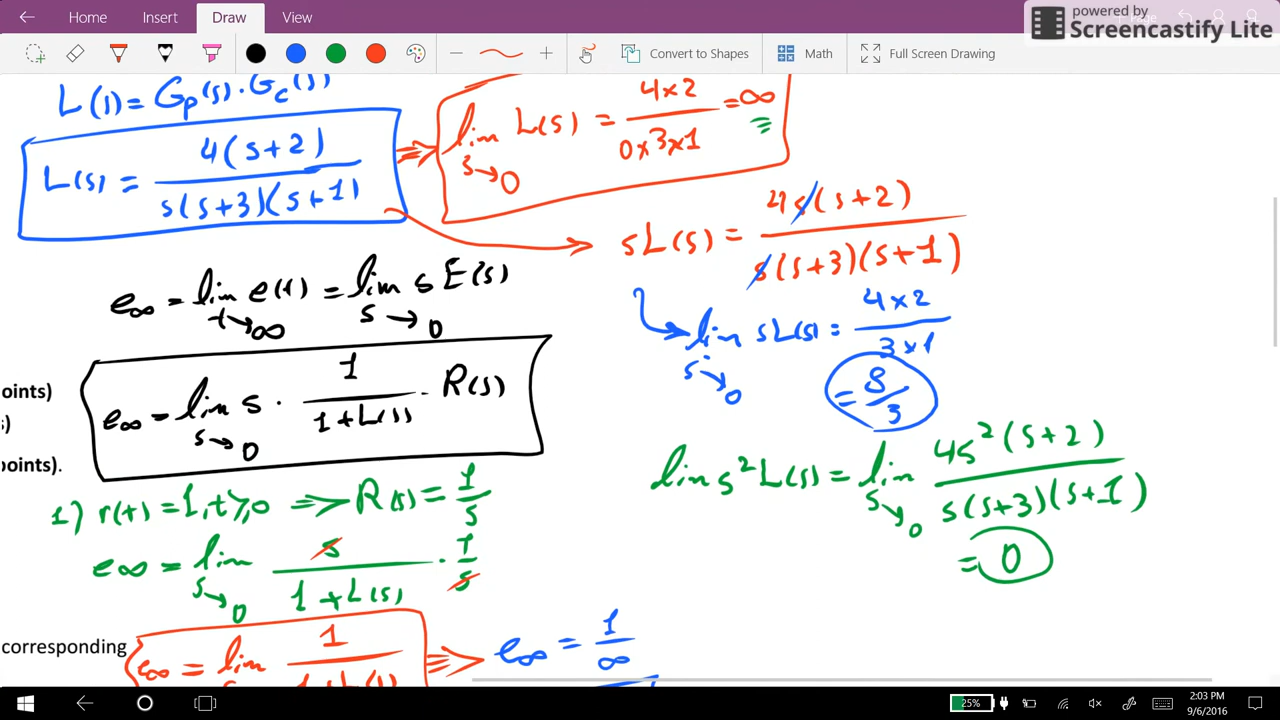 Home Insert Draw View
powered by
Screencastify Lite
Convert to Shapes Math Full Screen Drawing
L(s) = Gp(s) · Gc(s)
L(s) = 4(s+2) / s(s+3)(s+1)
lim s→0 L(s) = 4×2 / 0×3×1 = ∞
sL(s) = 4s(s+2) / s(s+3)(s+1)
e∞ = lim t→∞ e(t) = lim s→0 s E(s)
lim s→0 sL(s) = 4×2 / 3×1
= 8/3
oints)
s)
points).
e∞ = lim s→0 s · 1 / 1+L(s) · R(s)
lim s²L(s) = lim s→0 4s²(s+2) / s(s+3)(s+1)
= 0
1) r(t) = 1, t≥0 ⇒ R(s) = 1/s
e∞ = lim s→0 s / 1+L(s) · 1/s
corresponding
e∞ = lim 1 / 1+L(s) ⇒ e∞ = 1/∞
25%
2:03 PM
9/6/2016